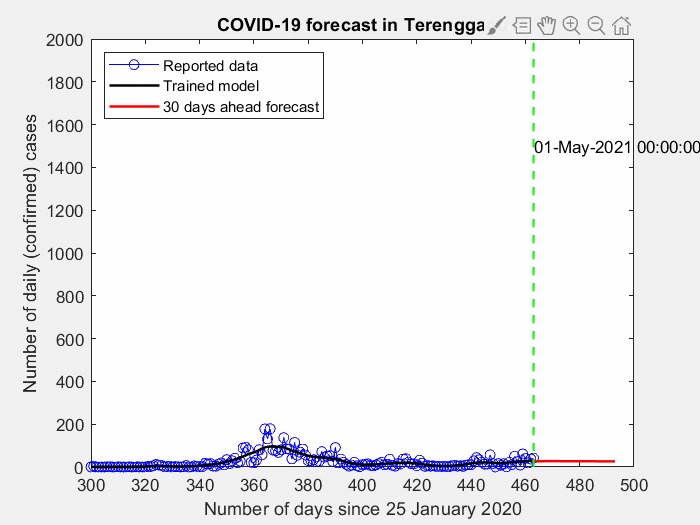 COVID-19 forecast in Terengga
2000
1800
1600
1400
1200
1000
800
600
400
200
0
Number of daily (confirmed) cases
Reported data
Trained model
30 days ahead forecast
01-May-2021 00:00:00
300 320 340 360 380 400 420 440 460 480 500
Number of days since 25 January 2020